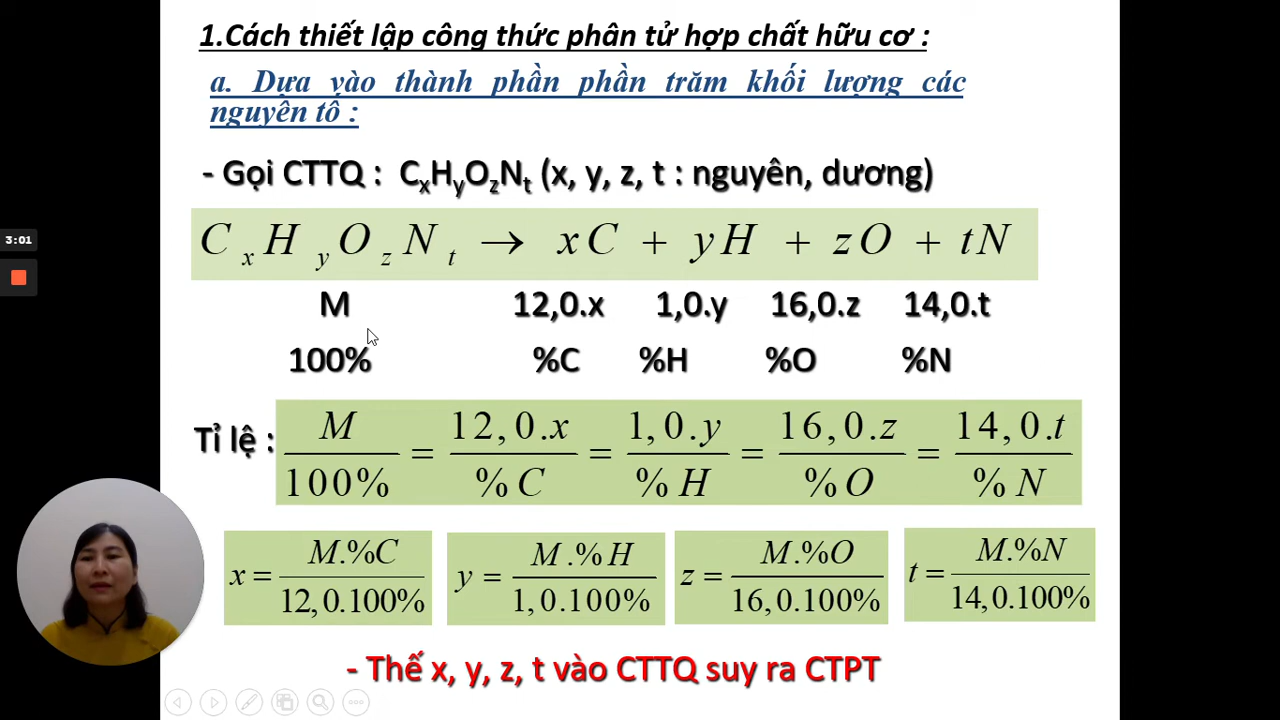 1.Cách thiết lập công thức phân tử hợp chất hữu cơ :
a. Dựa vào thành phần phần trăm khối lượng các
nguyên tố :
- Gọi CTTQ : CxHyOzNt (x, y, z, t : nguyên, dương)
C x H y O z N t → xC + yH + zO + tN
M 12,0.x 1,0.y 16,0.z 14,0.t
100% %C %H %O %N
Tỉ lệ : M/100% = 12,0.x/%C = 1,0.y/%H = 16,0.z/%O = 14,0.t/%N
x = M.%C/12,0.100% y = M.%H/1,0.100% z = M.%O/16,0.100% t = M.%N/14,0.100%
- Thế x, y, z, t vào CTTQ suy ra CTPT
3:01